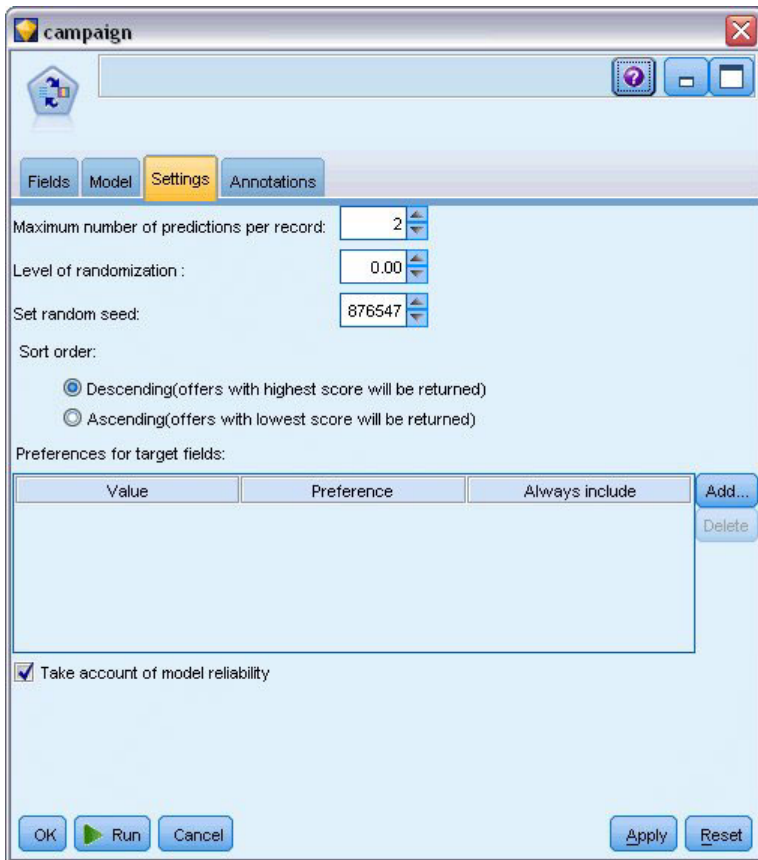 campaign
Fields Model Settings Annotations
Maximum number of predictions per record: 2
Level of randomization : 0.00
Set random seed: 876547
Sort order:
Descending(offers with highest score will be returned)
Ascending(offers with lowest score will be returned)
Preferences for target fields:
Value Preference Always include Add...
Delete
Take account of model reliability
OK Run Cancel Apply Reset